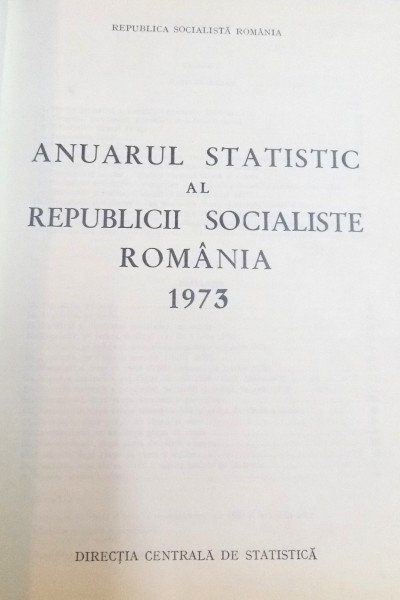 REPUBLICA SOCIALISTĂ ROMÂNIA
ANUARUL STATISTIC
AL
REPUBLICII SOCIALISTE
ROMÂNIA
1973
DIRECȚIA CENTRALĂ DE STATISTICĂ